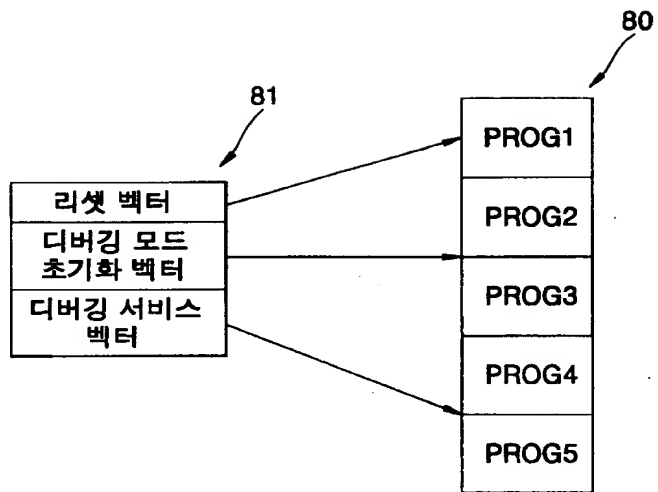 80
81
PROG1
리셋 벡터
PROG2
디버깅 모드
초기화 벡터
PROG3
디버깅 서비스
벡터
PROG4
PROG5